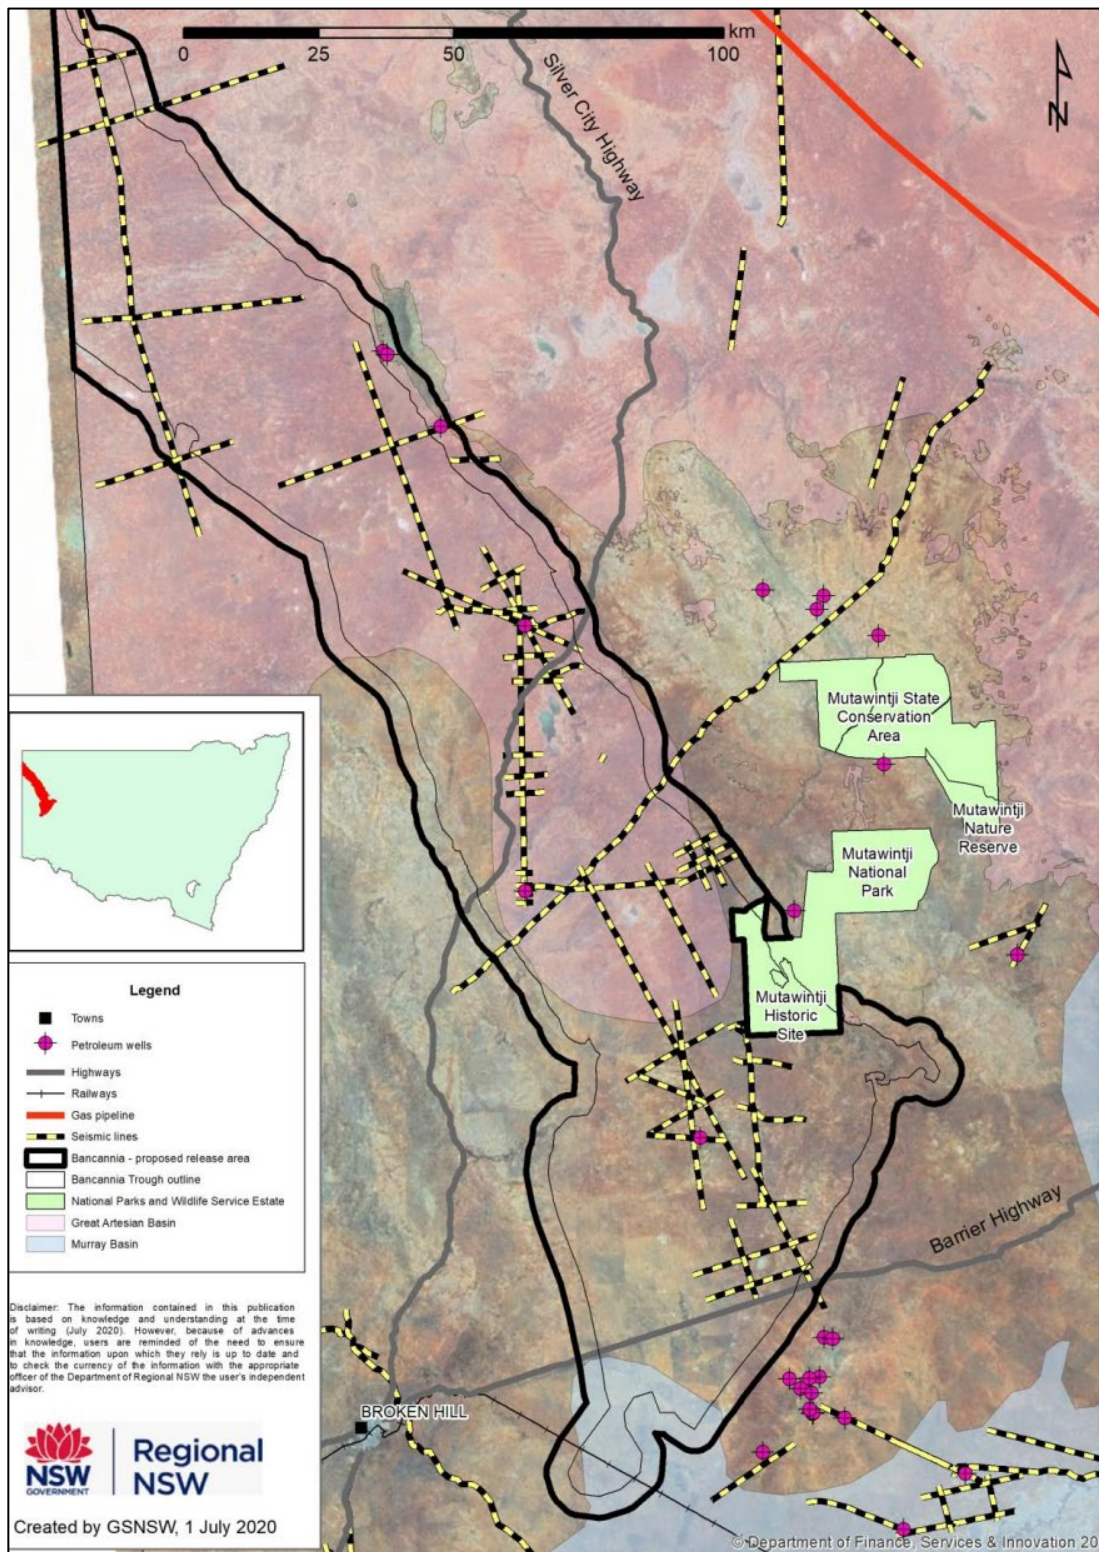 km
0
25
50
100
Silver City Highway
N
Mutawintji State
Conservation
Area
Mutawintji
Nature
Reserve
Mutawintji
National
Park
Mutawintji
Historic
Site
Barrier Highway
BROKEN HILL
Legend
Towns
Petroleum wells
Highways
Railways
Gas pipeline
Seismic lines
Bancannia - proposed release area
Bancannia Trough outline
National Parks and Wildlife Service Estate
Great Artesian Basin
Murray Basin
Disclaimer: The information contained in this publication
is based on knowledge and understanding at the time
of writing (July 2020). However, because of advances
in knowledge, users are reminded of the need to ensure
that the information upon which they rely is up to date and
to check the currency of the information with the appropriate
officer of the Department of Regional NSW the user's independent
advisor.
NSW
GOVERNMENT
Regional
NSW
Created by GSNSW, 1 July 2020
© Department of Finance, Services & Innovation 20